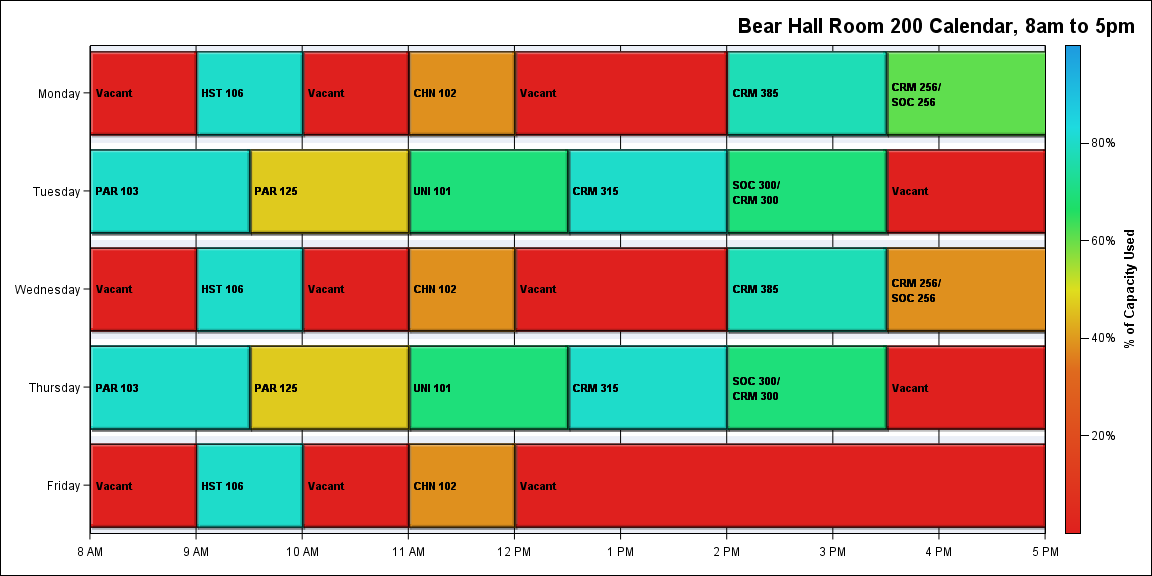 Bear Hall Room 200 Calendar, 8am to 5pm
Monday
Vacant
HST 106
Vacant
CHN 102
Vacant
CRM 385
CRM 256/
SOC 256
Tuesday
PAR 103
PAR 125
UNI 101
CRM 315
SOC 300/
CRM 300
Vacant
Wednesday
Vacant
HST 106
Vacant
CHN 102
Vacant
CRM 385
CRM 256/
SOC 256
Thursday
PAR 103
PAR 125
UNI 101
CRM 315
SOC 300/
CRM 300
Vacant
Friday
Vacant
HST 106
Vacant
CHN 102
Vacant
8 AM
9 AM
10 AM
11 AM
12 PM
1 PM
2 PM
3 PM
4 PM
5 PM
80%
60%
40%
20%
% of Capacity Used